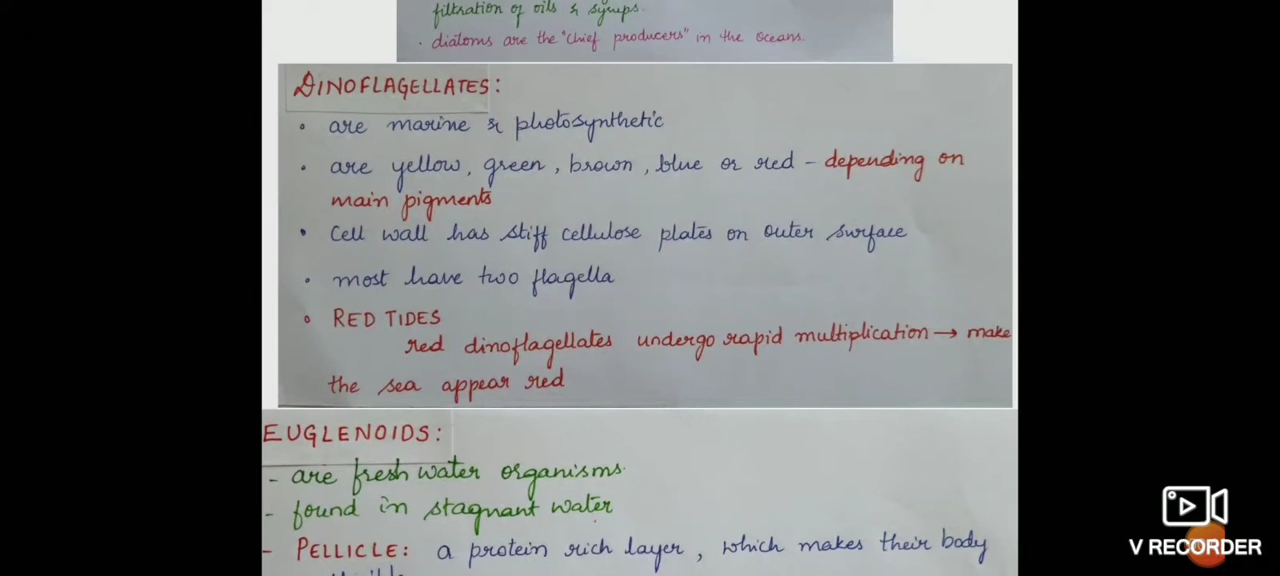 filtration of oils & syrups.
· diatoms are the "chief producers" in the oceans.
DINOFLAGELLATES:
• are marine & photosynthetic
• are yellow, green, brown, blue or red – depending on
main pigments
• Cell wall has stiff cellulose plates on outer surface
• most have two flagella
• RED TIDES
red dinoflagellates undergo rapid multiplication → make
the sea appear red
EUGLENOIDS:
- are fresh water organisms.
- found in stagnant water
- PELLICLE: a protein rich layer, which makes their body
V RECORDER